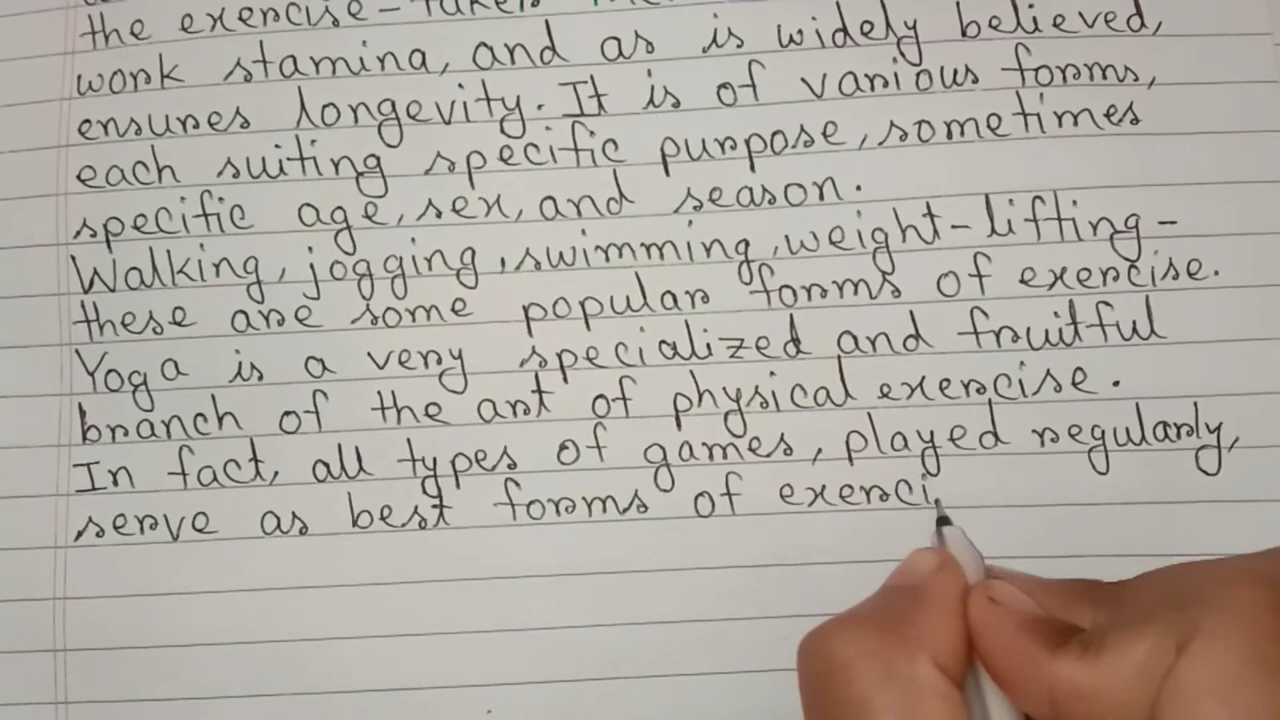 the exercise-
work stamina, and as is widely believed,
ensures longevity. It is of various forms,
each suiting specific purpose, sometimes
specific age, sex, and season.
Walking, jogging, swimming, weight-lifting-
these are some popular forms of exercise.
Yoga is a very specialized and fruitful
branch of the art of physical exercise.
In fact, all types of games, played regularly,
serve as best forms of exerci